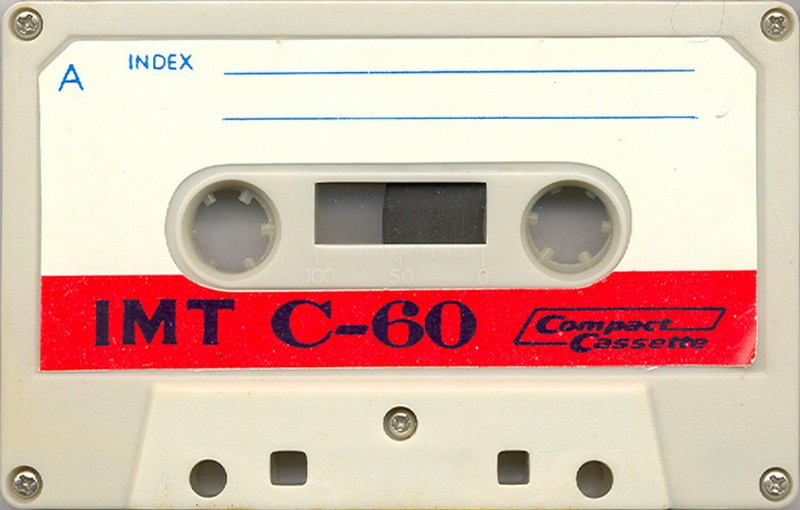 A INDEX
100 50 0
IMT C-60 Compact
Cassette